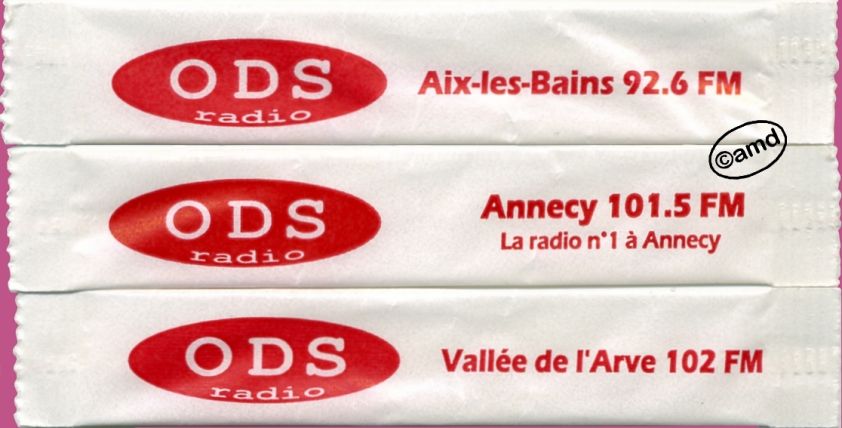 ODS
radio
Aix-les-Bains 92.6 FM
©amd
ODS
radio
Annecy 101.5 FM
La radio n°1 à Annecy
ODS
radio
Vallée de l'Arve 102 FM